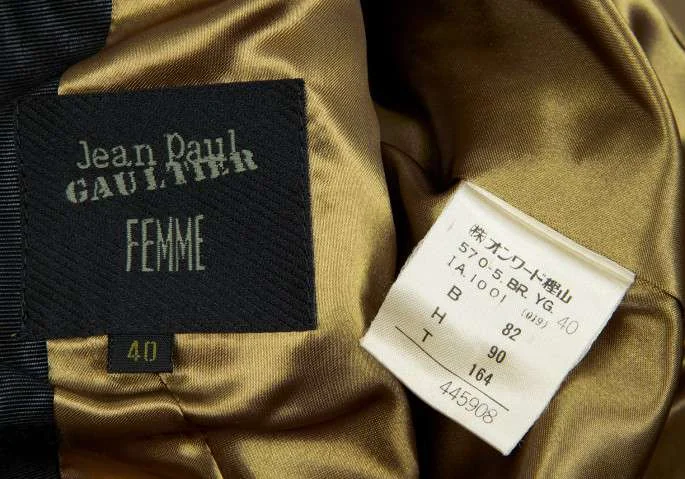 Jean Paul
GAULTIER
FEMME
40
㈱オンワード樫山
570-5.BR.YG.
IA.1001 (019) 40
B 82
H 90
T 164
445908